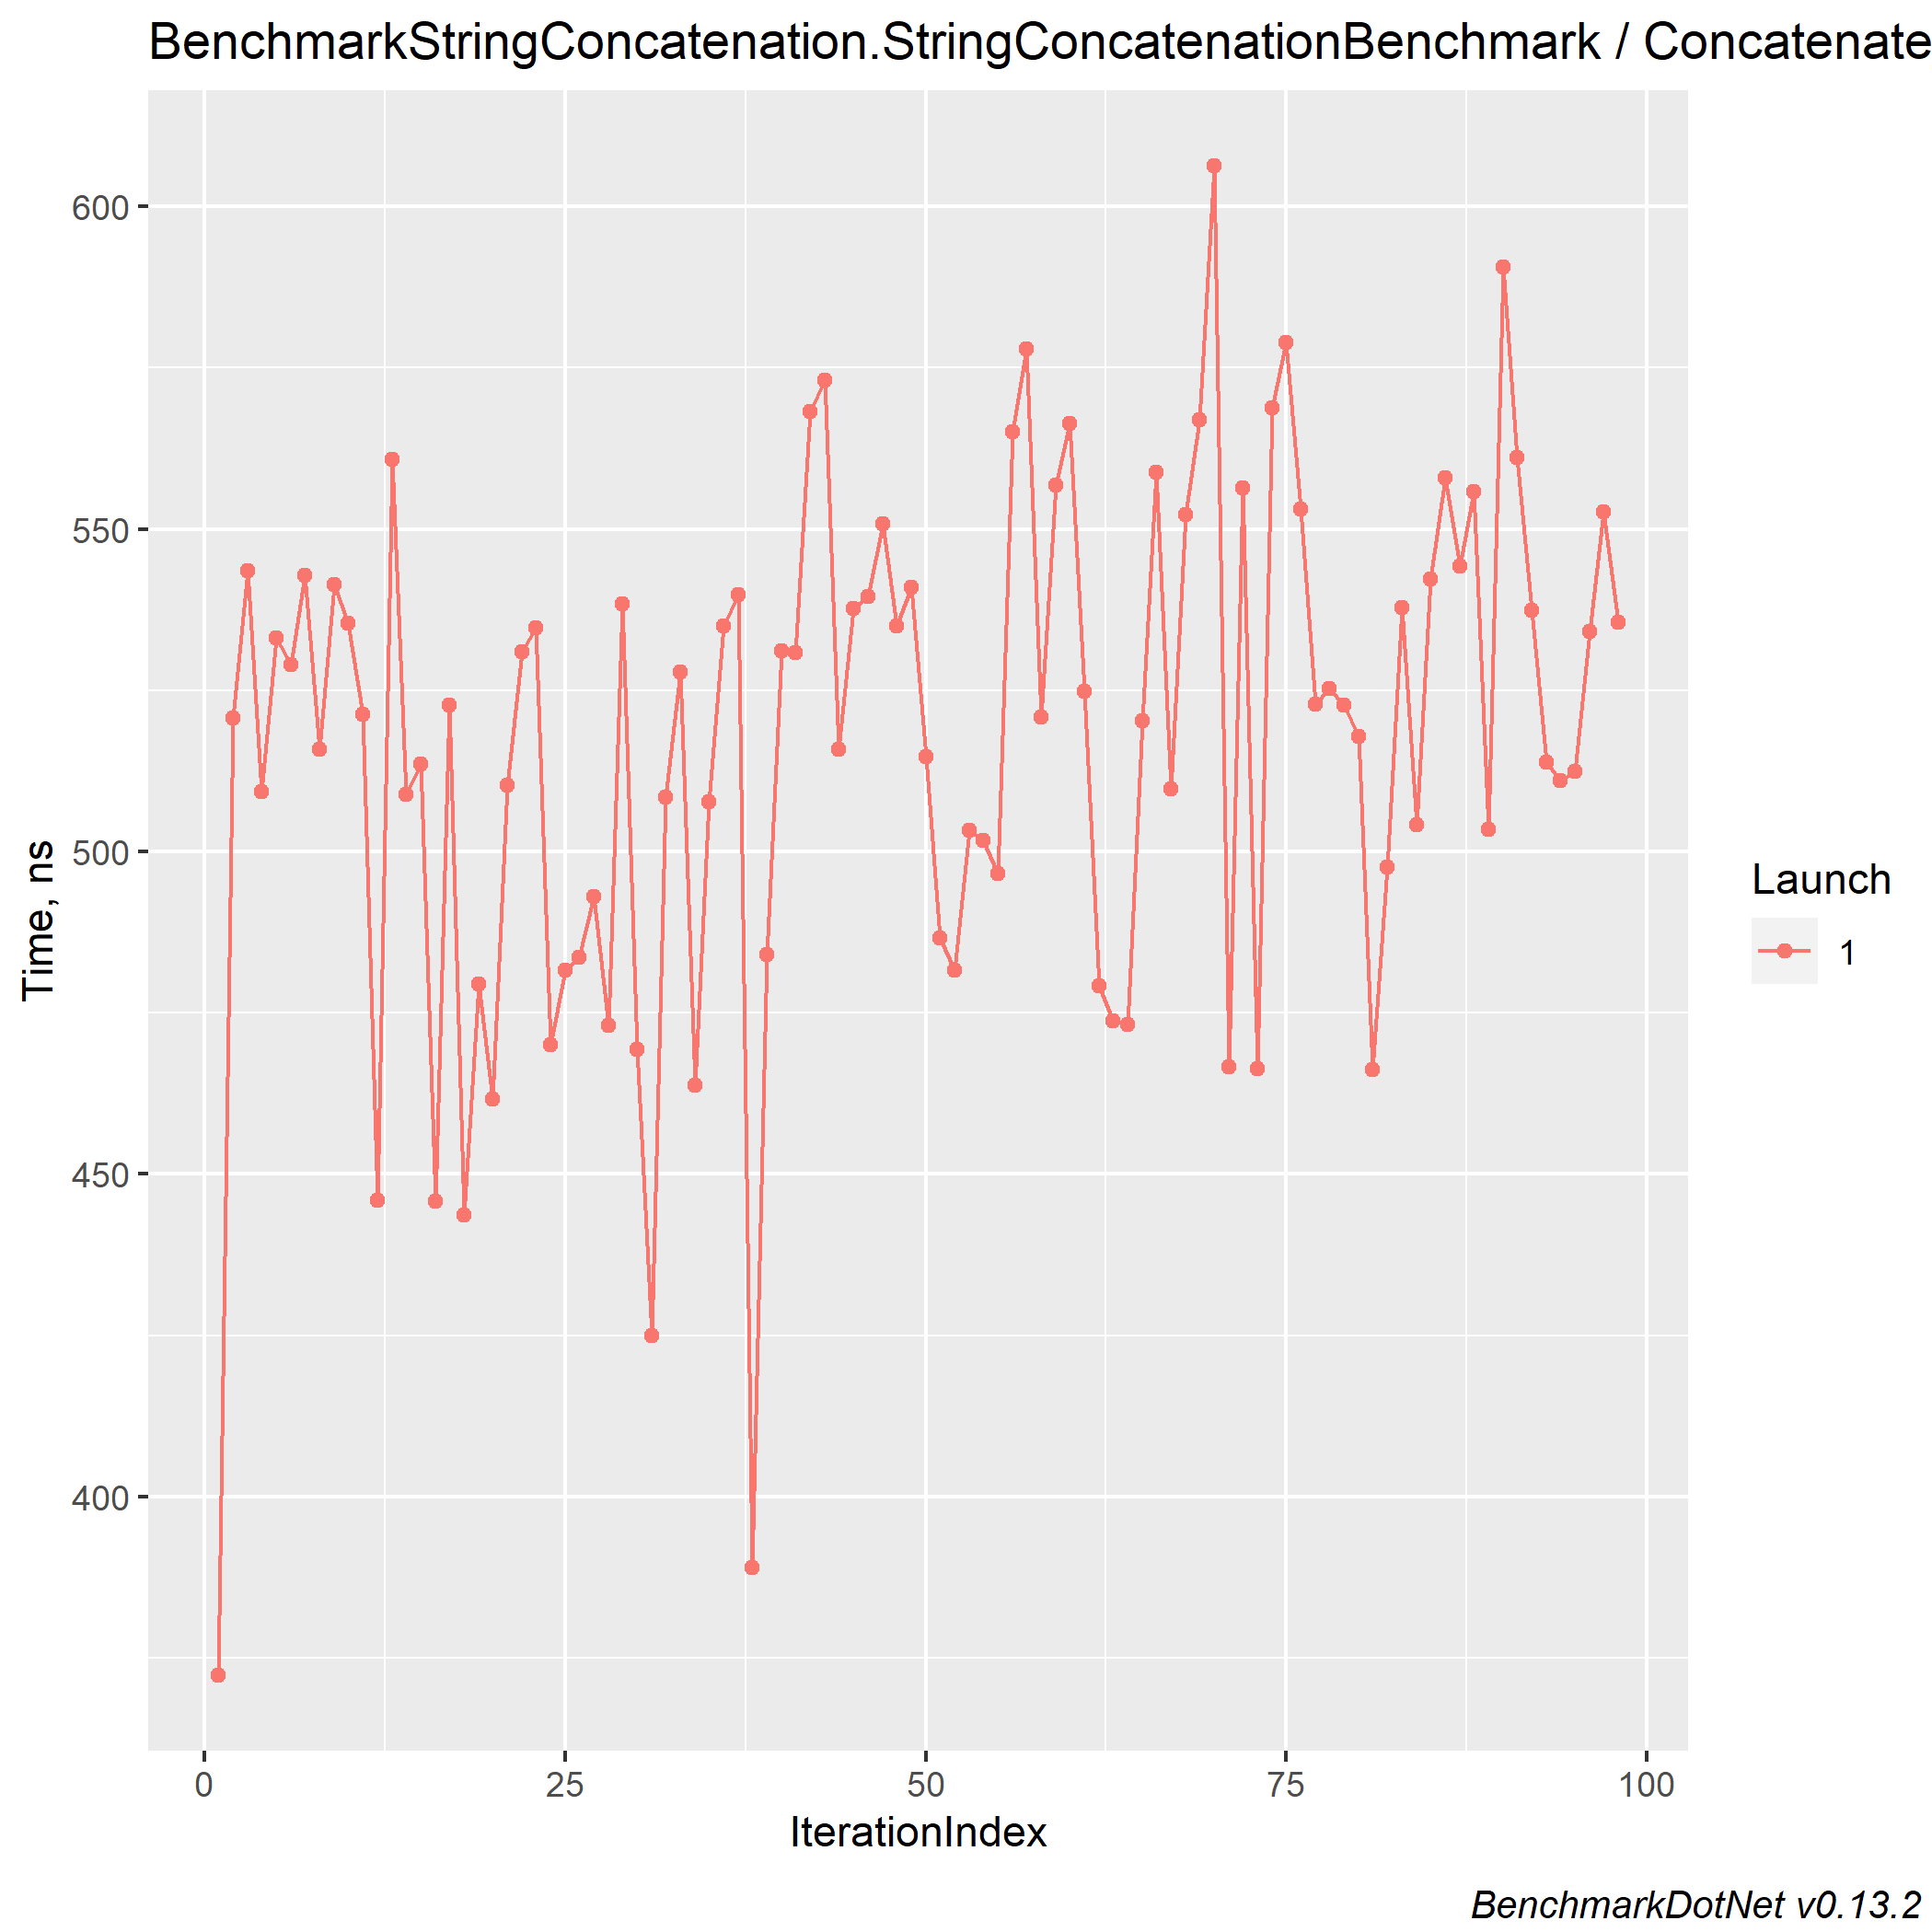 BenchmarkStringConcatenation.StringConcatenationBenchmark / Concatenate
600
550
500
450
400
Time, ns
0 25 50 75 100
IterationIndex
Launch
1
BenchmarkDotNet v0.13.2